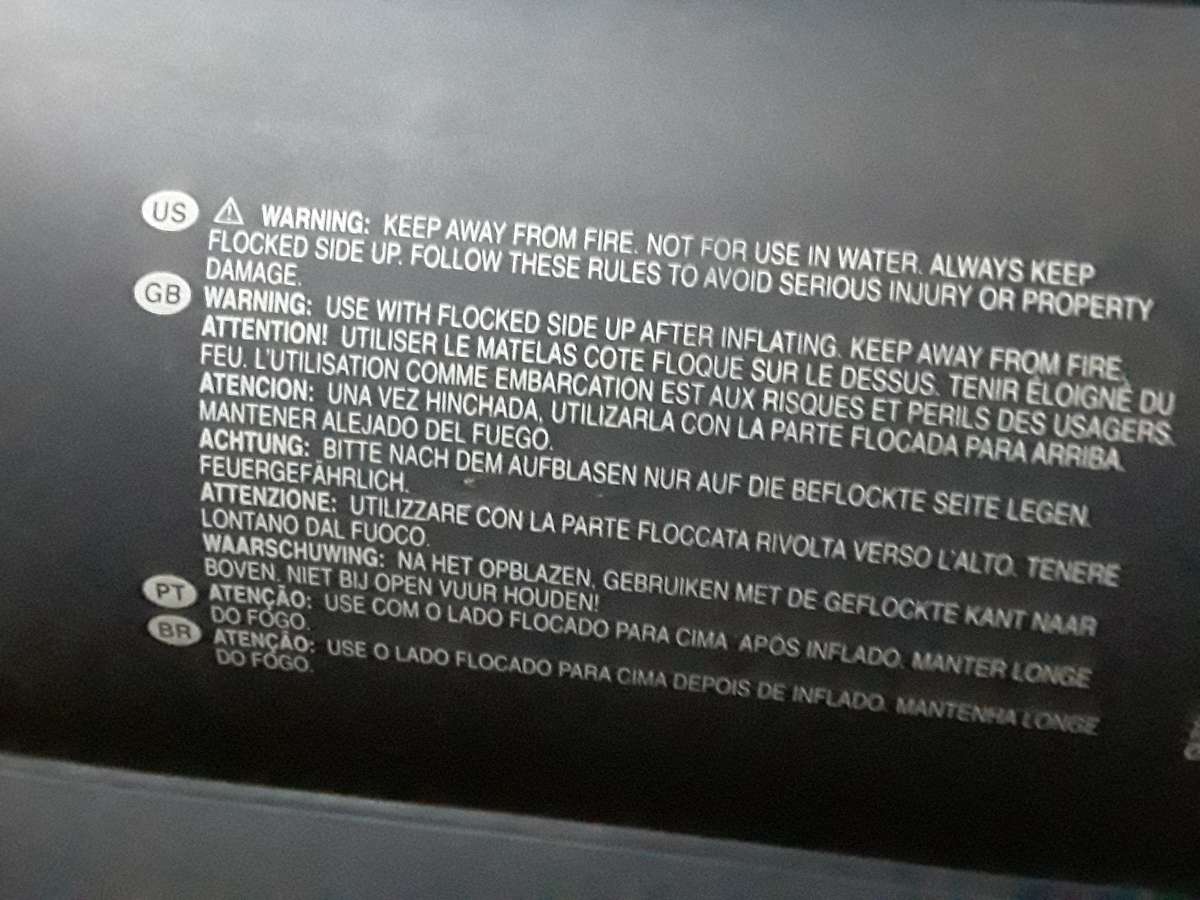 US ⚠ WARNING: KEEP AWAY FROM FIRE. NOT FOR USE IN WATER. ALWAYS KEEP
FLOCKED SIDE UP. FOLLOW THESE RULES TO AVOID SERIOUS INJURY OR PROPERTY
DAMAGE.
GB WARNING: USE WITH FLOCKED SIDE UP AFTER INFLATING. KEEP AWAY FROM FIRE.
ATTENTION! UTILISER LE MATELAS COTE FLOQUE SUR LE DESSUS. TENIR ÉLOIGNÉ DU
FEU. L'UTILISATION COMME EMBARCATION EST AUX RISQUES ET PERILS DES USAGERS.
ATENCION: UNA VEZ HINCHADA, UTILIZARLA CON LA PARTE FLOCADA PARA ARRIBA.
MANTENER ALEJADO DEL FUEGO.
ACHTUNG: BITTE NACH DEM AUFBLASEN NUR AUF DIE BEFLOCKTE SEITE LEGEN.
FEUERGEFÄHRLICH.
ATTENZIONE: UTILIZZARE CON LA PARTE FLOCCATA RIVOLTA VERSO L'ALTO. TENERE
LONTANO DAL FUOCO.
WAARSCHUWING: NA HET OPBLAZEN, GEBRUIKEN MET DE GEFLOCKTE KANT NAAR
BOVEN. NIET BIJ OPEN VUUR HOUDEN!
PT ATENÇÃO: USE COM O LADO FLOCADO PARA CIMA APÓS INFLADO. MANTER LONGE
DO FOGO.
BR ATENÇÃO: USE O LADO FLOCADO PARA CIMA DEPOIS DE INFLADO. MANTENHA LONGE
DO FOGO.